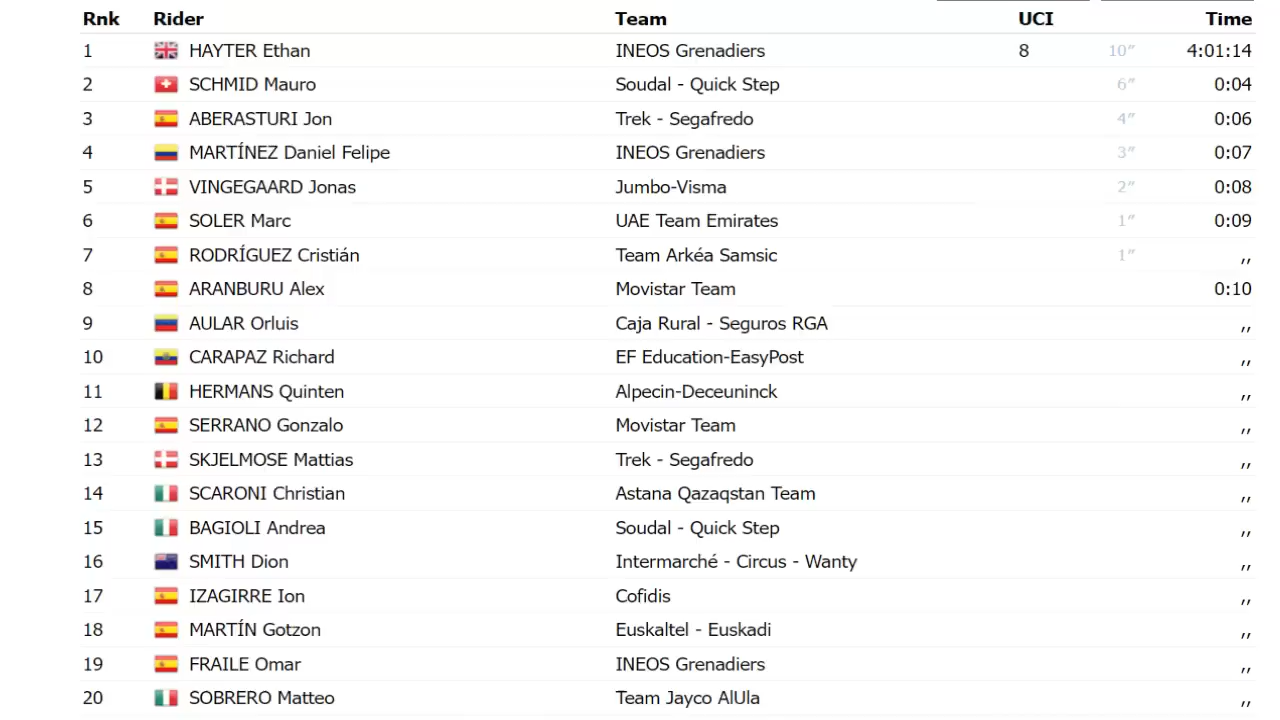 Rnk Rider Team UCI Time
1 HAYTER Ethan INEOS Grenadiers 8 10″ 4:01:14
2 SCHMID Mauro Soudal - Quick Step 6″ 0:04
3 ABERASTURI Jon Trek - Segafredo 4″ 0:06
4 MARTÍNEZ Daniel Felipe INEOS Grenadiers 3″ 0:07
5 VINGEGAARD Jonas Jumbo-Visma 2″ 0:08
6 SOLER Marc UAE Team Emirates 1″ 0:09
7 RODRÍGUEZ Cristián Team Arkéa Samsic 1″ ,,
8 ARANBURU Alex Movistar Team 0:10
9 AULAR Orluis Caja Rural - Seguros RGA ,,
10 CARAPAZ Richard EF Education-EasyPost ,,
11 HERMANS Quinten Alpecin-Deceuninck ,,
12 SERRANO Gonzalo Movistar Team ,,
13 SKJELMOSE Mattias Trek - Segafredo ,,
14 SCARONI Christian Astana Qazaqstan Team ,,
15 BAGIOLI Andrea Soudal - Quick Step ,,
16 SMITH Dion Intermarché - Circus - Wanty ,,
17 IZAGIRRE Ion Cofidis ,,
18 MARTÍN Gotzon Euskaltel - Euskadi ,,
19 FRAILE Omar INEOS Grenadiers ,,
20 SOBRERO Matteo Team Jayco AlUla ,,